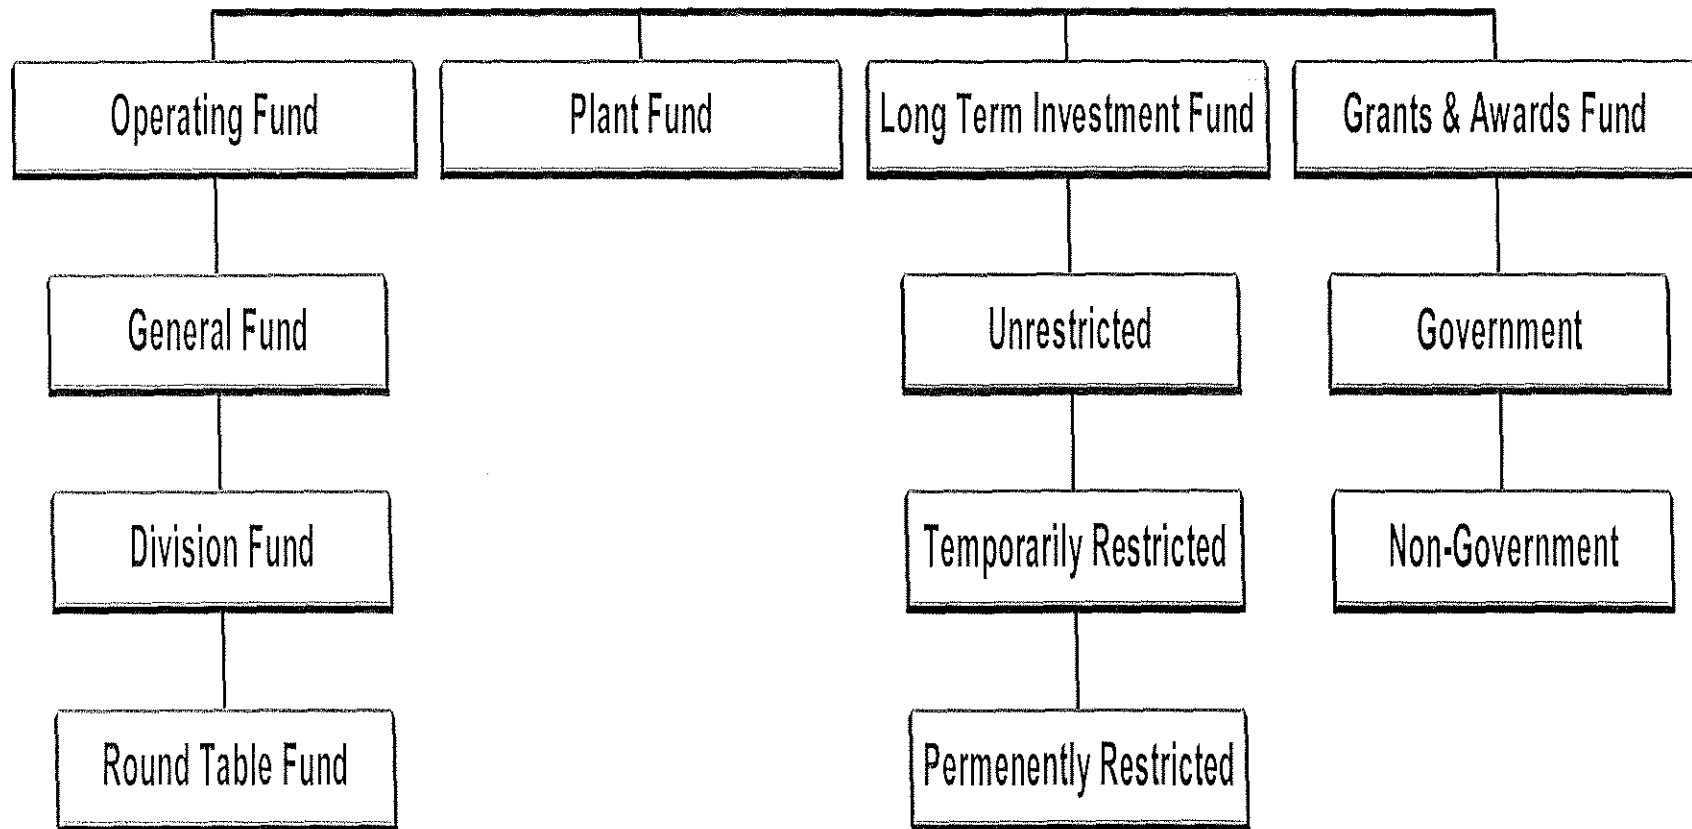 Operating Fund
Plant Fund
Long Term Investment Fund
Grants & Awards Fund
General Fund
Unrestricted
Government
Division Fund
Temporarily Restricted
Non-Government
Round Table Fund
Permenently Restricted